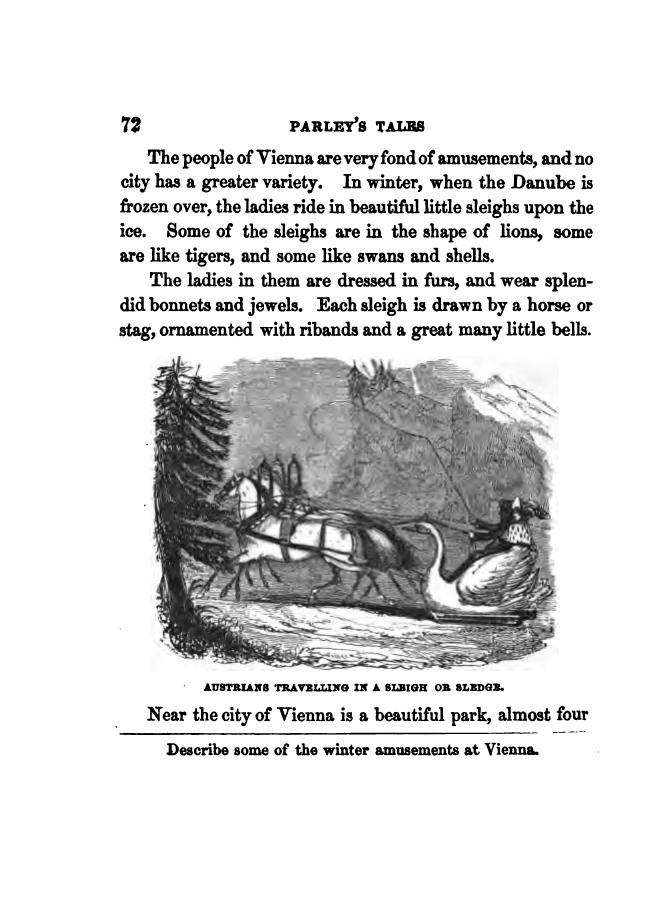 72
PARLEY'S TALES
The people of Vienna are very fond of amusements, and no
city has a greater variety. In winter, when the Danube is
frozen over, the ladies ride in beautiful little sleighs upon the
ice. Some of the sleighs are in the shape of lions, some
are like tigers, and some like swans and shells.
The ladies in them are dressed in furs, and wear splen-
did bonnets and jewels. Each sleigh is drawn by a horse or
stag, ornamented with ribands and a great many little bells.
AUSTRIANS TRAVELLING IN A SLEIGH OR SLEDGE.
Near the city of Vienna is a beautiful park, almost four
Describe some of the winter amusements at Vienna.